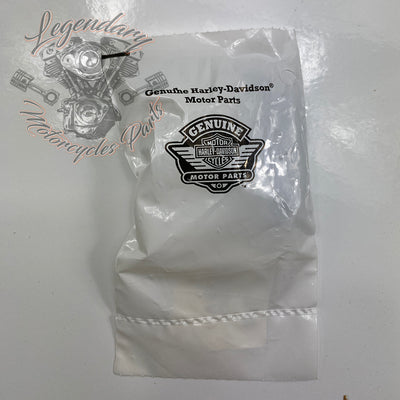 Legendary
Motorcycles Parts
Genuine Harley-Davidson®
Motor Parts
GENUINE
MOTOR
HARLEY-DAVIDSON
CYCLES
MOTOR PARTS